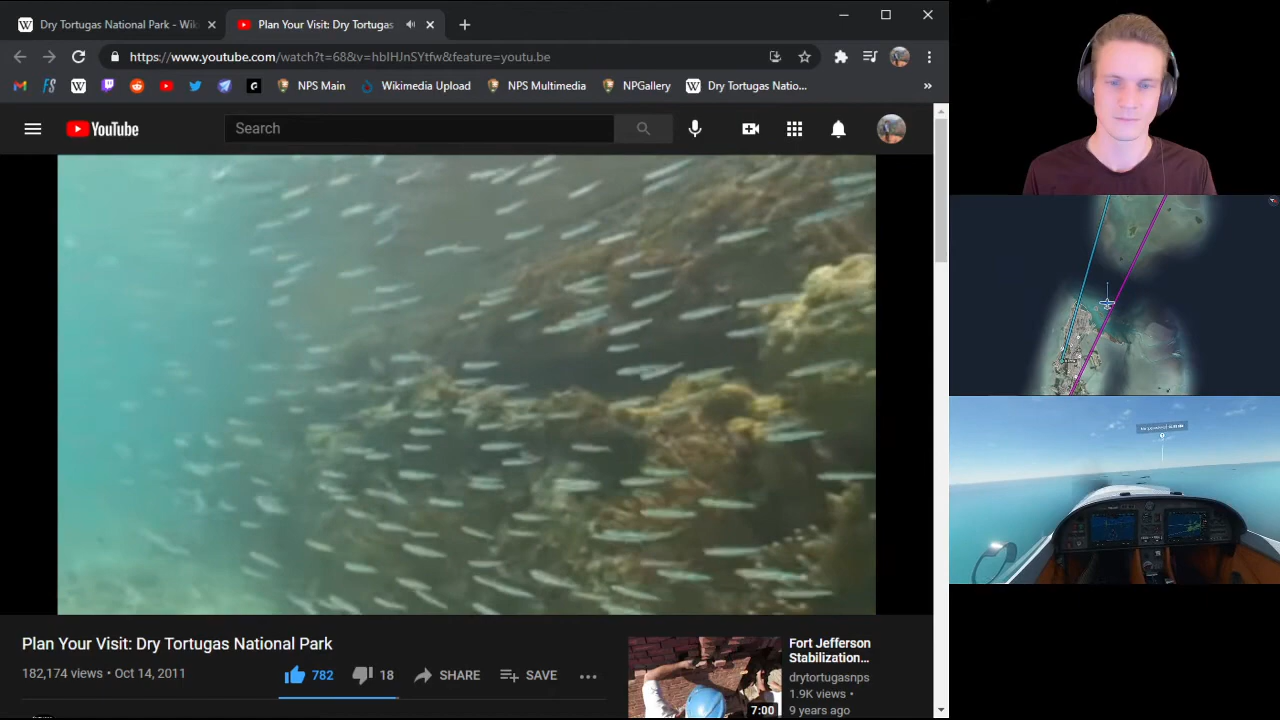 Dry Tortugas National Park - Wik
Plan Your Visit: Dry Tortugas
https://www.youtube.com/watch?t=68&v=hbIHJnSYtfw&feature=youtu.be
NPS Main
Wikimedia Upload
NPS Multimedia
NPGallery
Dry Tortugas Natio...
YouTube
Search
Plan Your Visit: Dry Tortugas National Park
182,174 views • Oct 14, 2011
782
18
SHARE
SAVE
7:00
Fort Jefferson
Stabilization...
drytortugasnps
1.9K views •
9 years ago